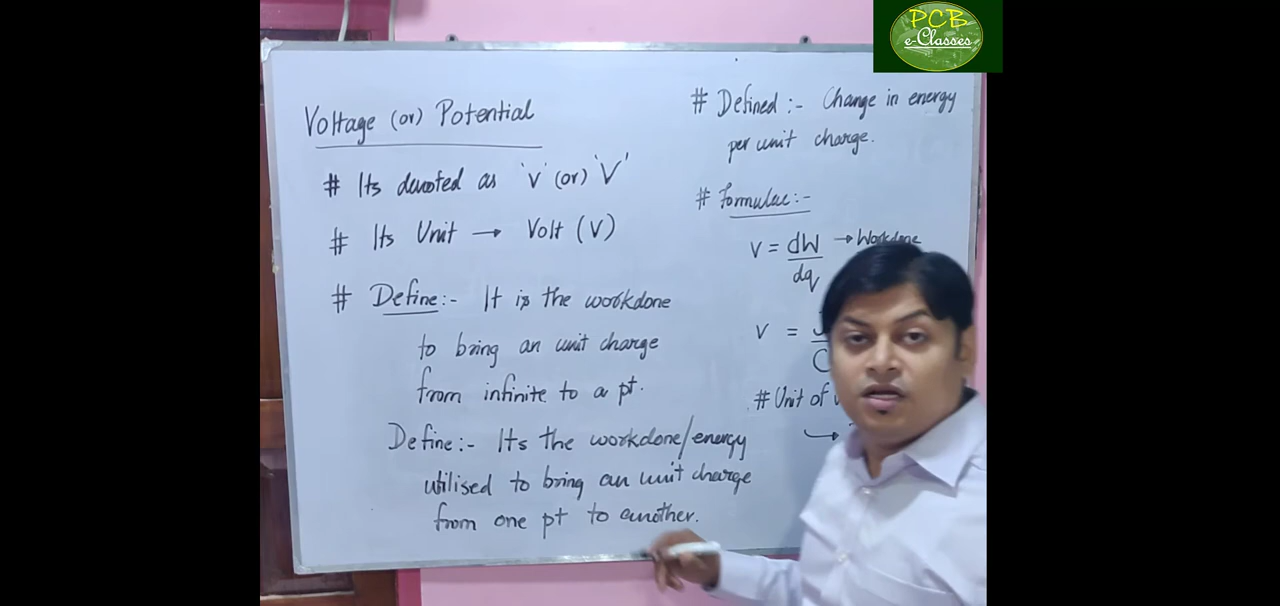 PCB
e-Classes
Voltage (or) Potential
# Its denoted as 'v' (or) 'V'
# Its Unit → Volt (V)
# Define:- It is the workdone
to bring an unit charge
from infinite to a pt.
Define:- Its the workdone/energy
utilised to bring an unit charge
from one pt to another.
# Defined:- Change in energy
per unit charge.
# Formulae:-
V = dW → Workdone
dq
V =
C
# Unit of